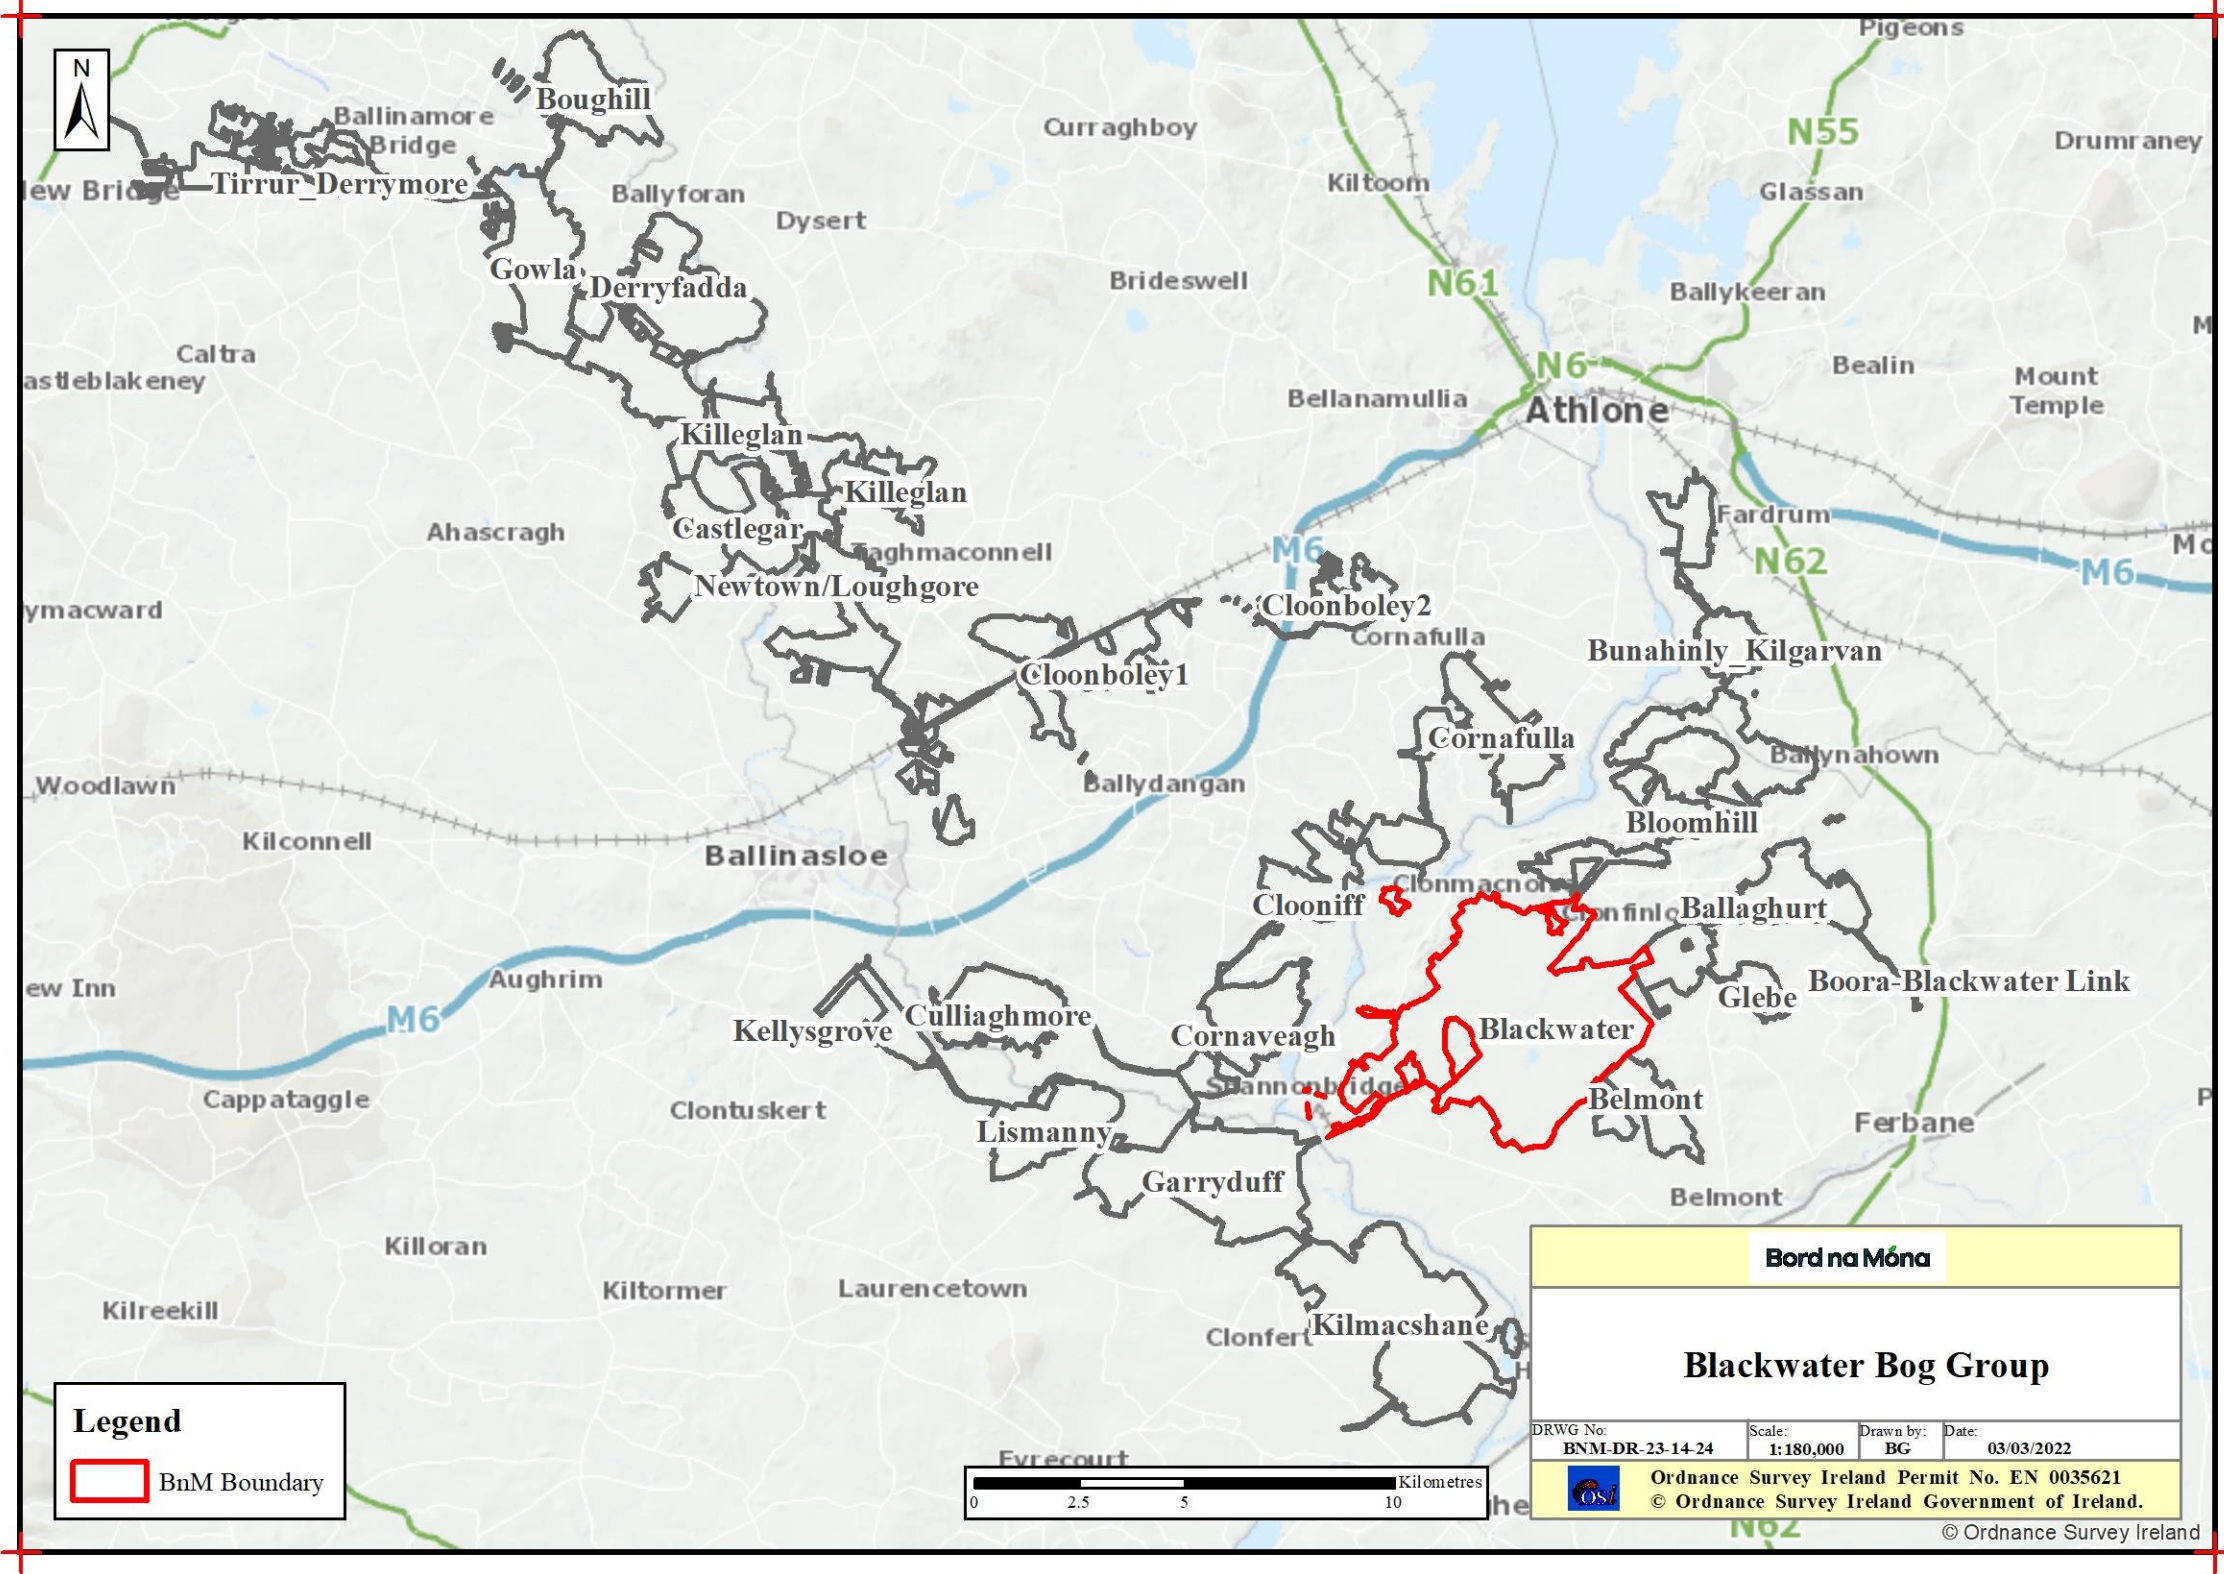 Pigeons
N
Boughill
Ballinamore
Bridge
Curraghboy
N55
Drumraney
Tirrur_Derrymore
Ballyforan
Kiltoom
Glassan
Dysert
Gowla
Derryfadda
Brideswell
N61
Ballykeeran
Caltra
N6
Bealin
Mount
Temple
Bellanamullia
Athlone
Killeglan
Killeglan
Castlegar
Ahascragh
Taghmaconnell
Fardrum
M6
N62
M6
Newtown/Loughgore
Cloonboley2
Cornafulla
Bunahinly_Kilgarvan
Cloonboley1
Cornafulla
Ballynahown
Woodlawn
Ballydangan
Bloomhill
Kilconnell
Ballinasloe
Clooniff
Ballaghurt
Aughrim
Boora-Blackwater Link
Glebe
M6
Kellysgrove
Culliaghmore
Cornaveagh
Blackwater
Shannonbridge
Cappataggle
Clontuskert
Belmont
Ferbane
Lismanny
Garryduff
Belmont
Killoran
Kiltormer
Laurencetown
Kilreekill
Clonfert
Kilmacshane
Eyrecourt
N62
Legend
BnM Boundary
Kilometres
0 2.5 5 10
Bord na Móna
Blackwater Bog Group
DRWG No:
BNM-DR-23-14-24
Scale:
1:180,000
Drawn by:
BG
Date:
03/03/2022
osi
Ordnance Survey Ireland Permit No. EN 0035621
© Ordnance Survey Ireland Government of Ireland.
© Ordnance Survey Ireland